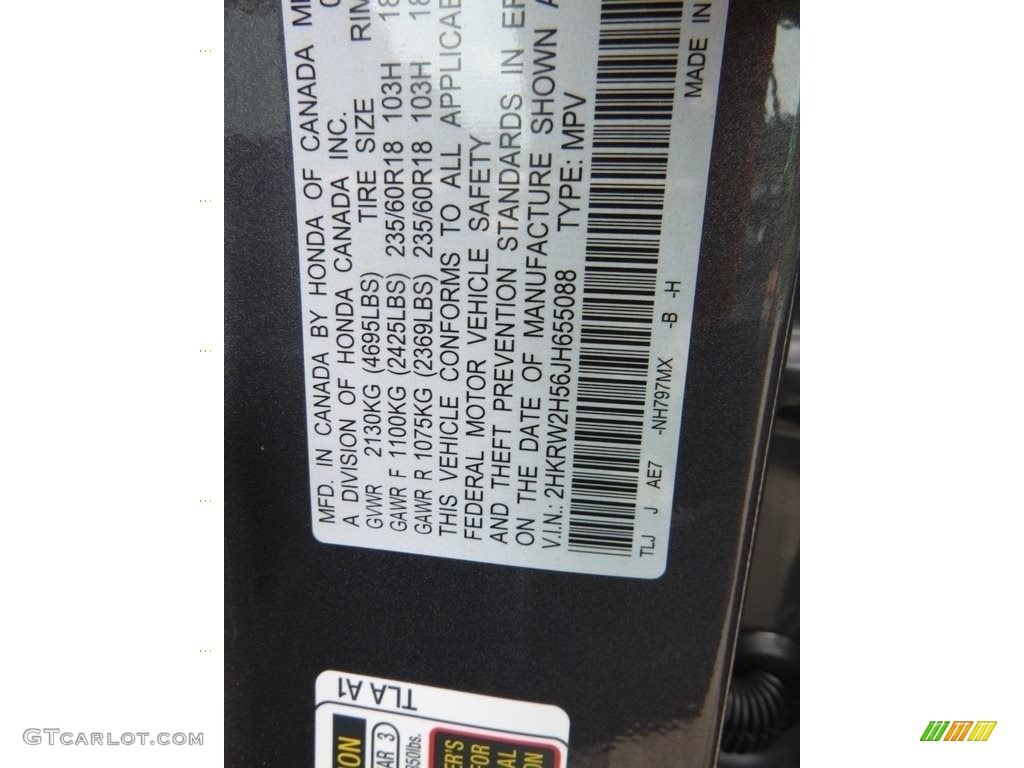 MFD. IN CANADA BY HONDA OF CANADA
A DIVISION OF HONDA CANADA INC.
GVWR 2130KG (4695LBS) TIRE SIZE RIM
GAWR F 1100KG (2425LBS) 235/60R18 103H 18
GAWR R 1075KG (2369LBS) 235/60R18 103H 18
THIS VEHICLE CONFORMS TO ALL
FEDERAL MOTOR VEHICLE SAFETY
AND THEFT PREVENTION STANDARDS IN
ON THE DATE OF MANUFACTURE SHOWN A
V.I.N.: 2HKRW2H56JH655088 TYPE: MPV
TLJ J AE7 -NH797MX -B -H
MADE IN
TLA A1
GTCarLot.com